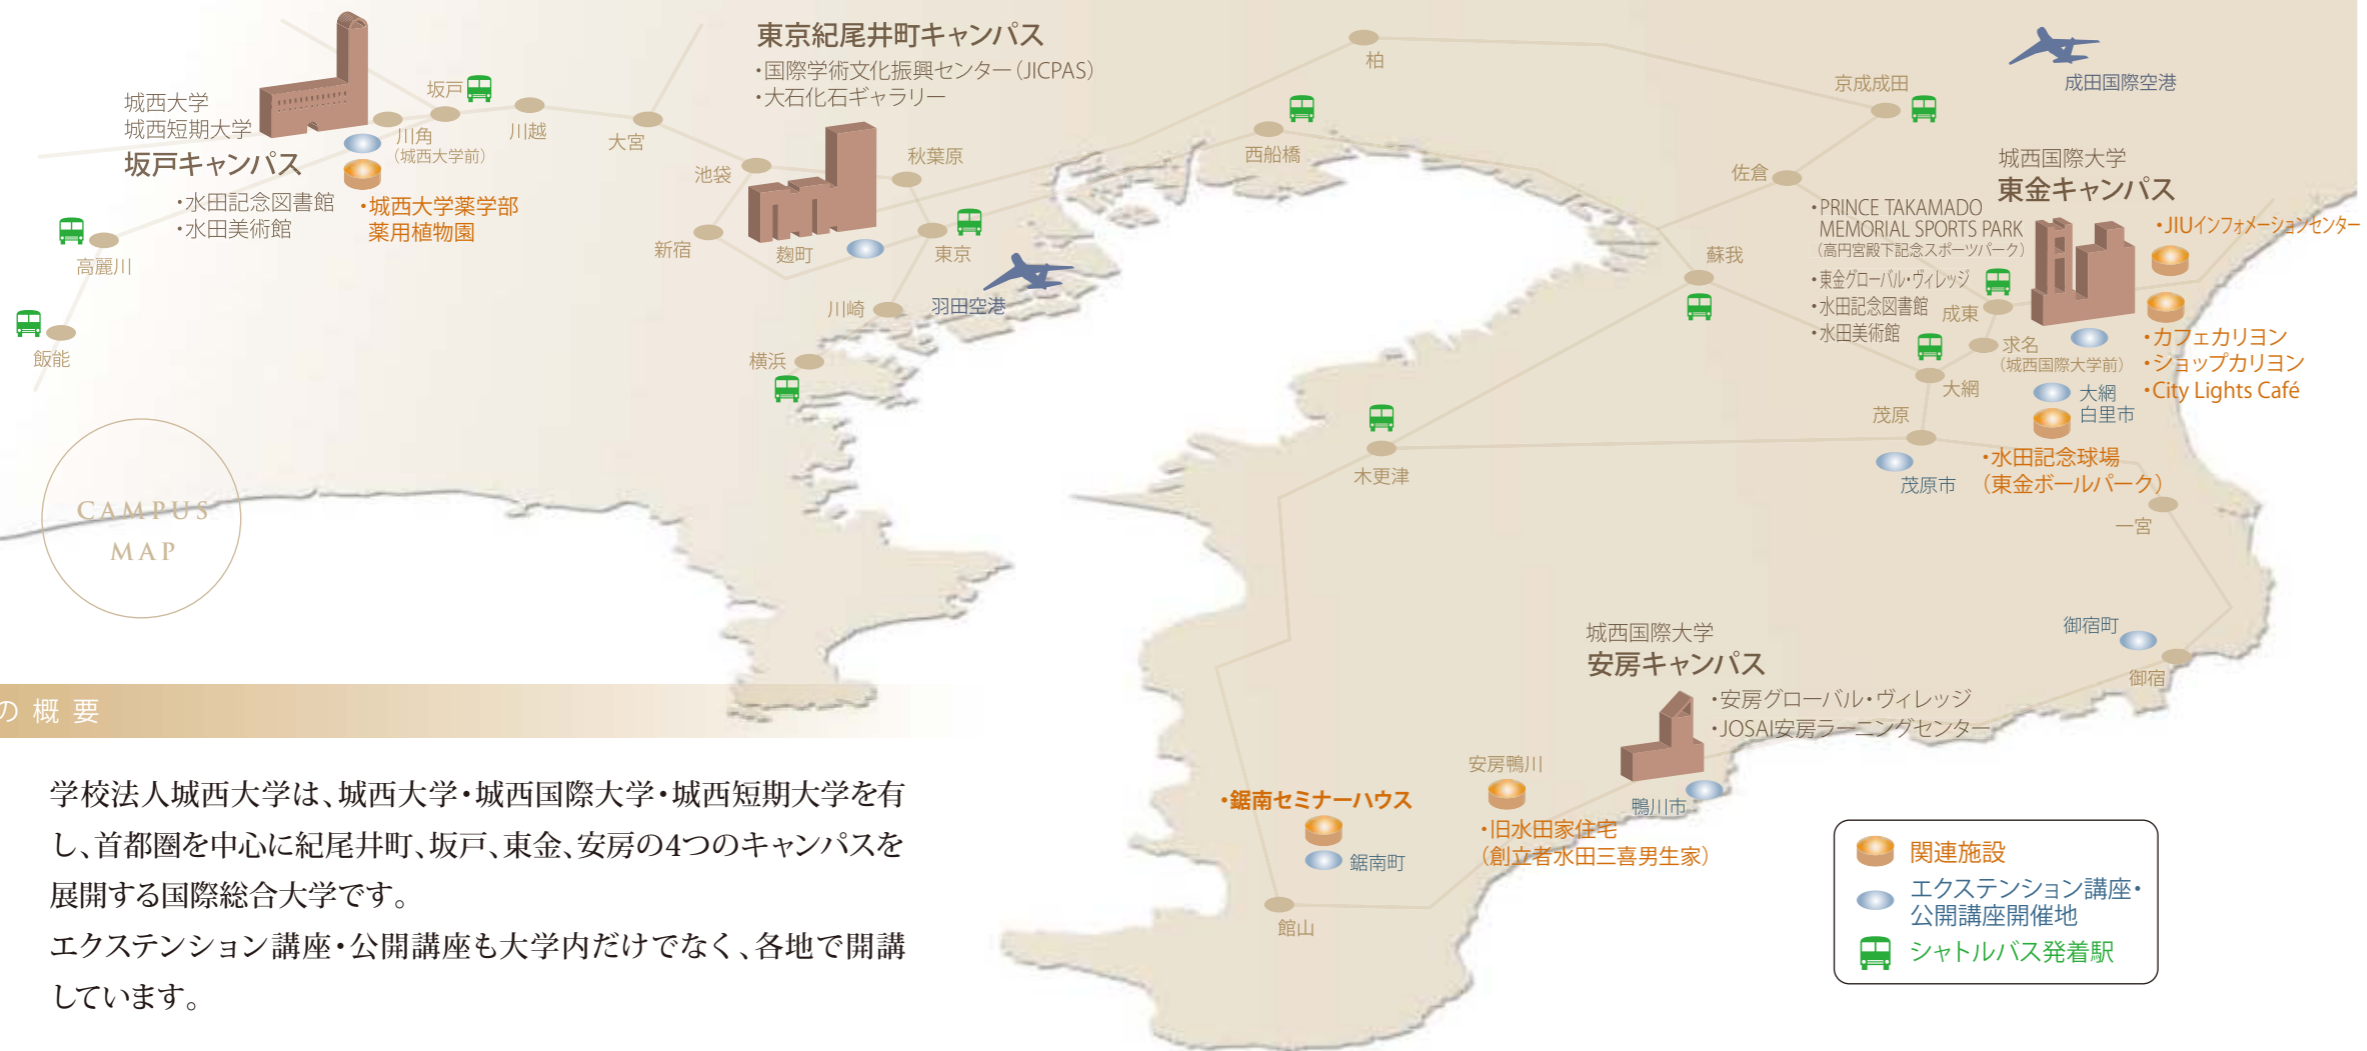 東京紀尾井町キャンパス
・国際学術文化振興センター（JICPAS）
・大石化石ギャラリー
城西大学
城西短期大学
坂戸キャンパス
・水田記念図書館
・水田美術館
・城西大学薬学部
薬用植物園
坂戸
川角
（城西大学前）
川越
大宮
池袋
秋葉原
新宿
麹町
東京
川崎
羽田空港
横浜
高麗川
飯能
柏
西船橋
京成成田
成田国際空港
佐倉
蘇我
城西国際大学
東金キャンパス
・PRINCE TAKAMADO
MEMORIAL SPORTS PARK
（高円宮殿下記念スポーツパーク）
・東金グローバル・ヴィレッジ
・水田記念図書館
・水田美術館
・JIUインフォメーションセンター
・カフェカリヨン
・ショップカリヨン
・City Lights Café
成東
求名
（城西国際大学前）
大網
大網
白里市
茂原
茂原市
・水田記念球場
（東金ボールパーク）
木更津
一宮
御宿町
御宿
城西国際大学
安房キャンパス
・安房グローバル・ヴィレッジ
・JOSAI安房ラーニングセンター
安房鴨川
鴨川市
・旧水田家住宅
（創立者水田三喜男生家）
・鋸南セミナーハウス
鋸南町
館山
CAMPUS
MAP
の概要
学校法人城西大学は、城西大学・城西国際大学・城西短期大学を有
し、首都圏を中心に紀尾井町、坂戸、東金、安房の4つのキャンパスを
展開する国際総合大学です。
エクステンション講座・公開講座も大学内だけでなく、各地で開講
しています。
関連施設
エクステンション講座・
公開講座開催地
シャトルバス発着駅